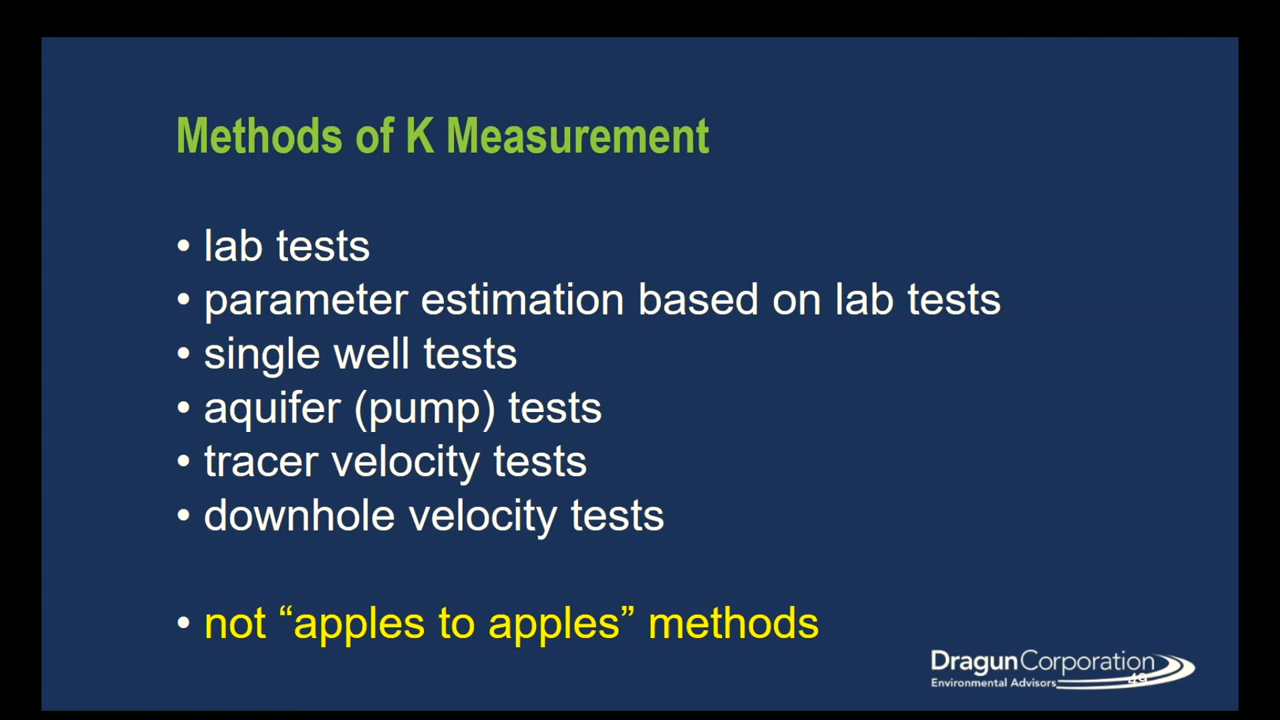 Methods of K Measurement
• lab tests
• parameter estimation based on lab tests
• single well tests
• aquifer (pump) tests
• tracer velocity tests
• downhole velocity tests
• not “apples to apples” methods
DragunCorporation
Environmental Advisors
49